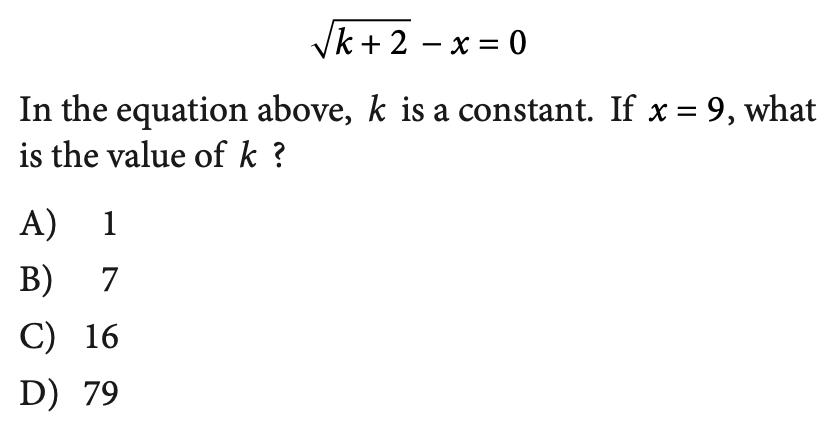 √k + 2 − x = 0
In the equation above, k is a constant. If x = 9, what
is the value of k ?
A) 1
B) 7
C) 16
D) 79